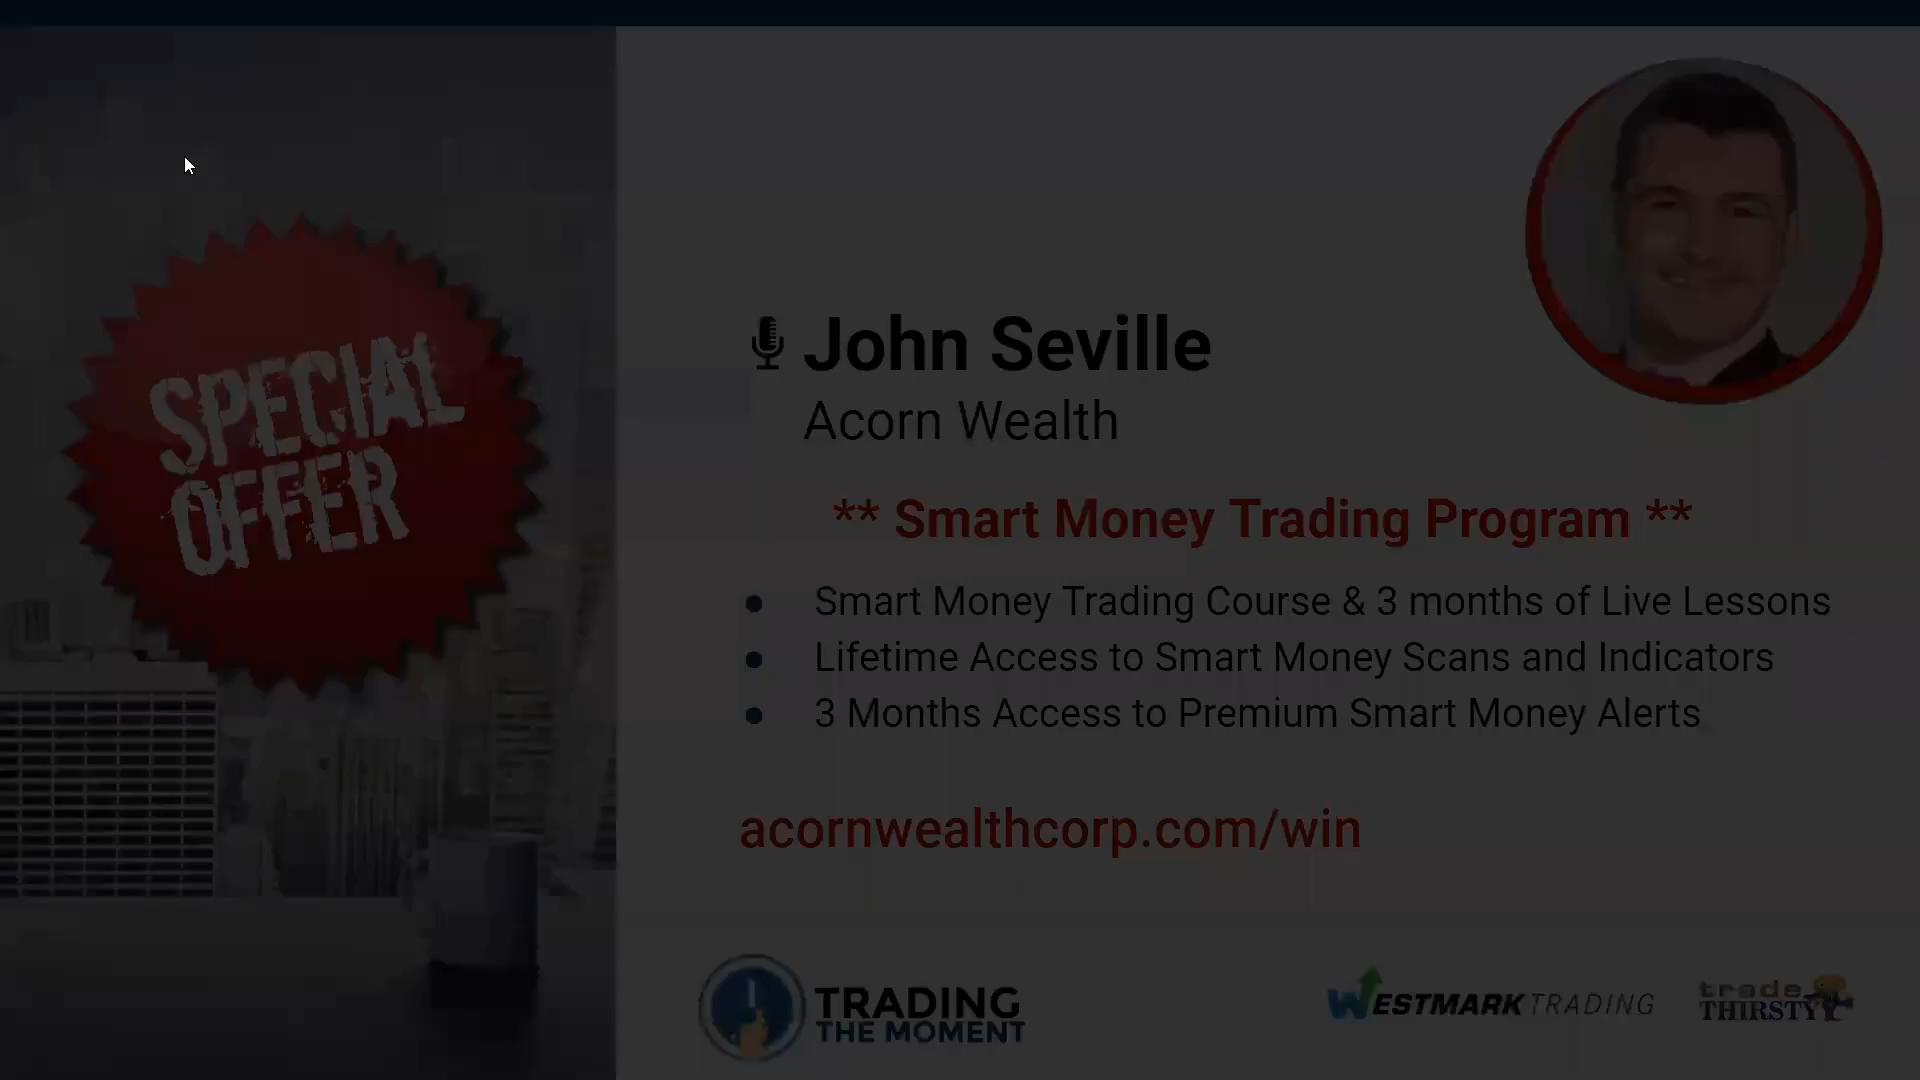 SPECIAL
OFFER
John Seville
Acorn Wealth
** Smart Money Trading Program **
● Smart Money Trading Course & 3 months of Live Lessons
● Lifetime Access to Smart Money Scans and Indicators
● 3 Months Access to Premium Smart Money Alerts
acornwealthcorp.com/win
TRADING
THE MOMENT
WESTMARK TRADING
trade
THIRSTY